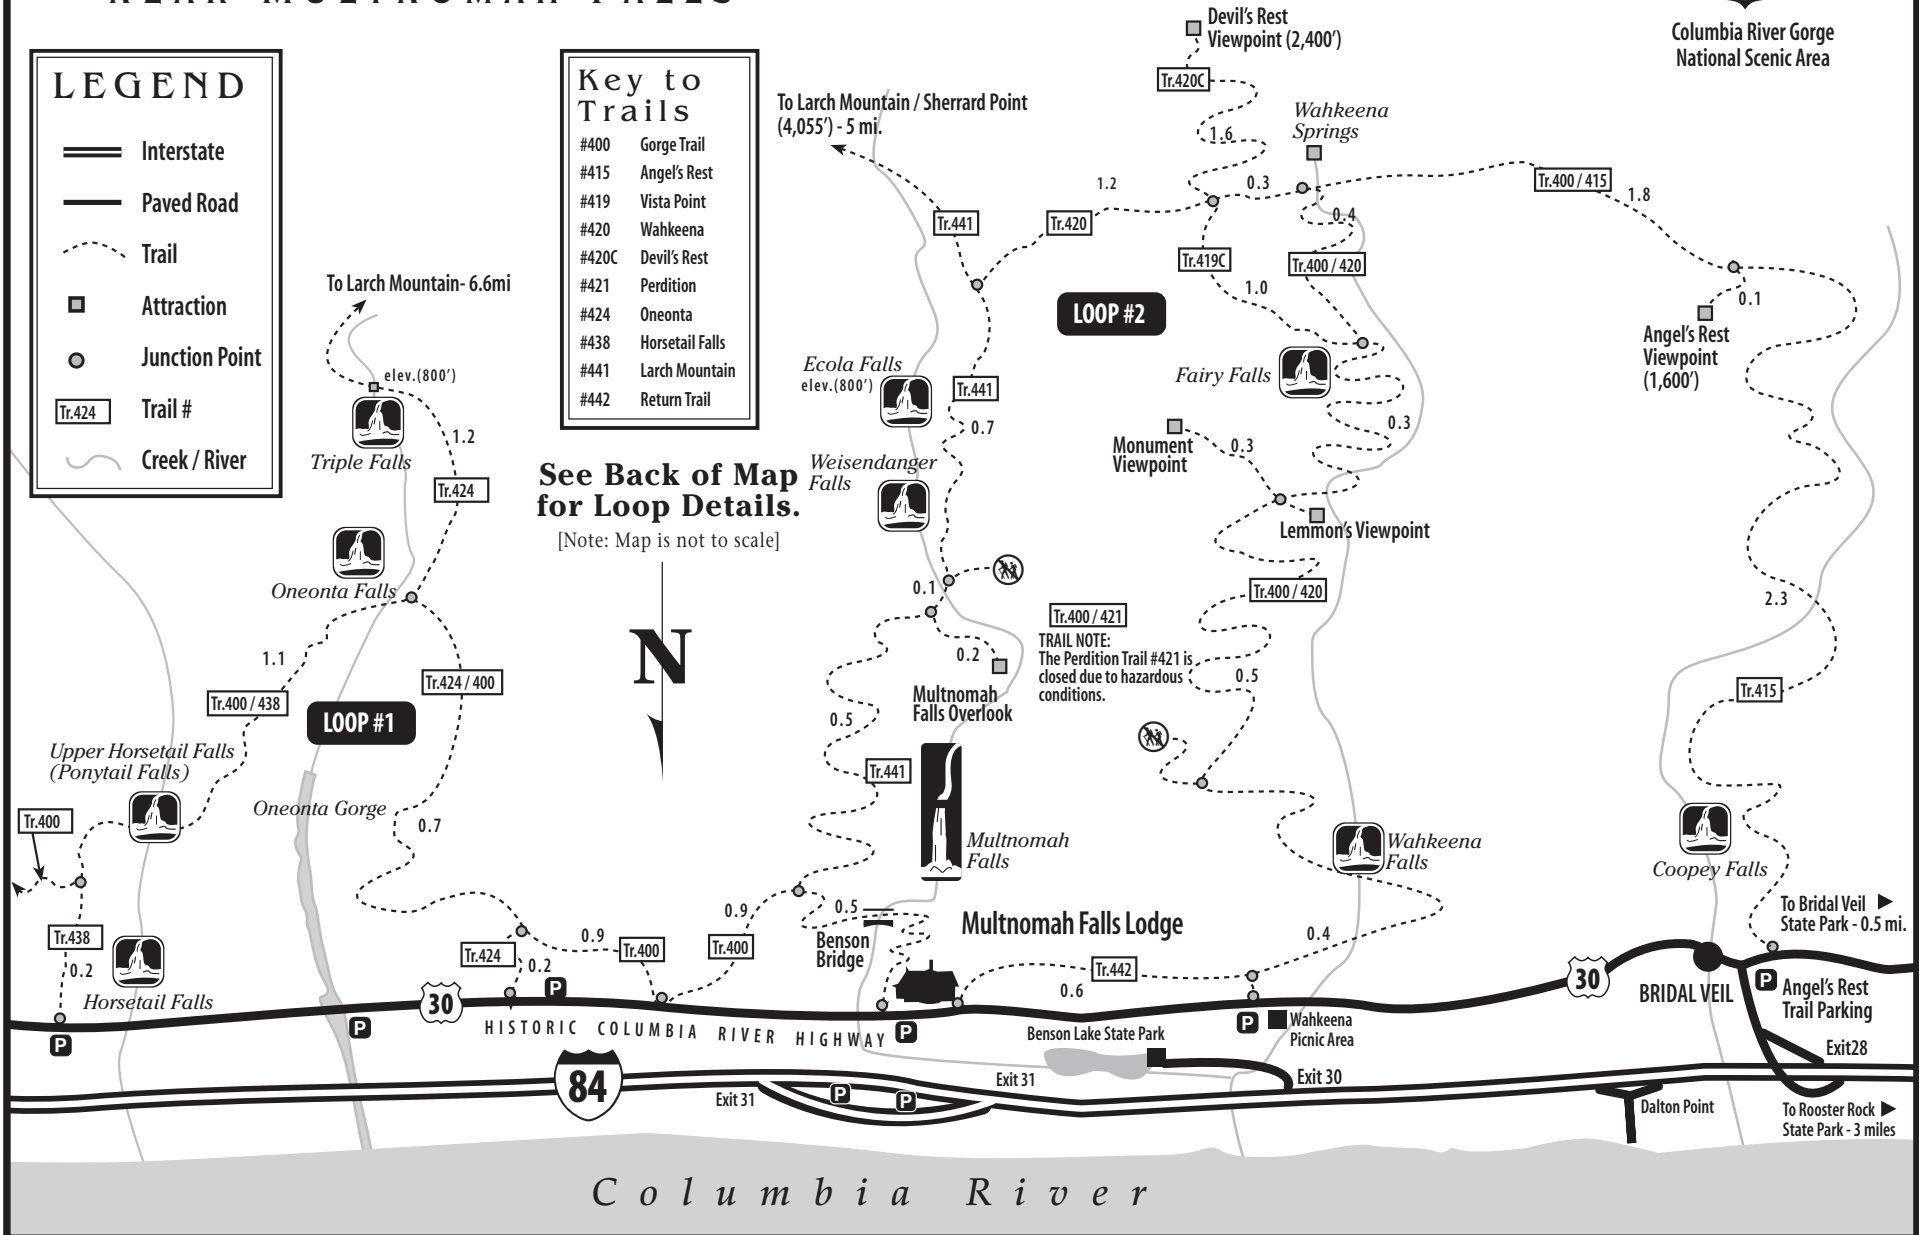 NEAR MULTNOMAH FALLS
Columbia River Gorge
National Scenic Area
LEGEND
Interstate
Paved Road
Trail
Attraction
Junction Point
Tr.424
Trail #
Creek / River
Key to
Trails
#400 Gorge Trail
#415 Angel's Rest
#419 Vista Point
#420 Wahkeena
#420C Devil's Rest
#421 Perdition
#424 Oneonta
#438 Horsetail Falls
#441 Larch Mountain
#442 Return Trail
See Back of Map
for Loop Details.
[Note: Map is not to scale]
N
To Larch Mountain- 6.6mi
elev.(800')
Triple Falls
1.2
Tr.424
Oneonta Falls
1.1
Tr.400 / 438
Tr.424 / 400
LOOP #1
Upper Horsetail Falls
(Ponytail Falls)
Oneonta Gorge
Tr.400
0.7
Tr.438
0.2
Horsetail Falls
Tr.424
0.2
0.9
Tr.400
0.9
Tr.400
To Larch Mountain / Sherrard Point
(4,055') - 5 mi.
Tr.441
Tr.420
1.2
Devil's Rest
Viewpoint (2,400')
Tr.420C
1.6
Wahkeena
Springs
0.3
0.4
Tr.400 / 415
1.8
Tr.419C
Tr.400 / 420
1.0
LOOP #2
0.1
Angel's Rest
Viewpoint
(1,600')
Ecola Falls
elev.(800')
Tr.441
0.7
Fairy Falls
0.3
Monument
Viewpoint
0.3
Weisendanger
Falls
Lemmon's Viewpoint
0.1
Tr.400 / 420
Tr.400 / 421
TRAIL NOTE:
The Perdition Trail #421 is
closed due to hazardous
conditions.
2.3
0.2
0.5
Multnomah
Falls Overlook
0.5
Tr.415
Tr.441
Multnomah
Falls
Wahkeena
Falls
Coopey Falls
0.5
Benson
Bridge
Multnomah Falls Lodge
0.4
Tr.442
0.6
To Bridal Veil
State Park - 0.5 mi.
30
BRIDAL VEIL
P
Angel's Rest
Trail Parking
P
30
P
P
HISTORIC COLUMBIA RIVER HIGHWAY
P
Benson Lake State Park
P
Wahkeena
Picnic Area
Exit28
84
Exit 31
P
P
Exit 31
Exit 30
Dalton Point
To Rooster Rock
State Park - 3 miles
Columbia River